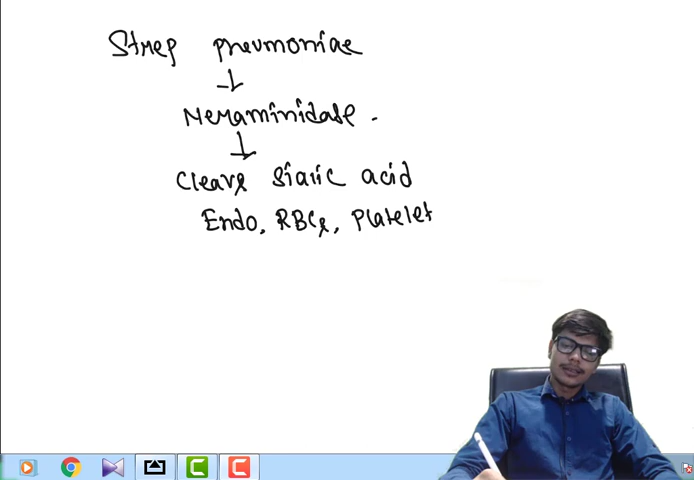 Strep pneumoniae
Neraminidase.
Cleave Sialic acid
Endo, RBCs, Platelet